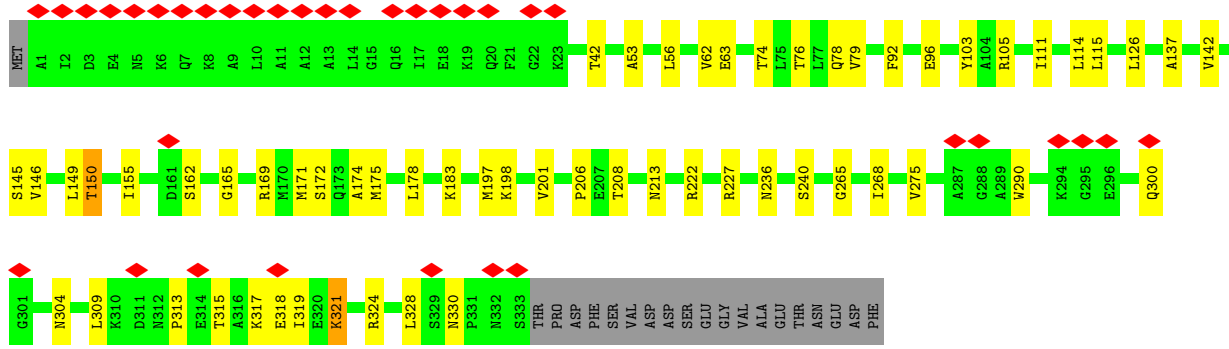 MET A1 I2 D3 E4 N5 K6 Q7 K8 A9 L10 A11 A12 A13 L14 G15 Q16 I17 E18 K19 Q20 F21 G22 K23 T42 A53 L56 V62 E63 T74 L75 T76 L77 Q78 V79 F92 E96 Y103 A104 R105 I111 L114 L115 L126 A137 V142
S145 V146 L149 T150 I155 D161 S162 G165 R169 M170 M171 S172 Q173 A174 M175 L178 K183 M197 K198 V201 P206 E207 T208 N213 R222 R227 N236 S240 G265 I268 V275 A287 G288 A289 W290 K294 G295 E296 Q300
G301 N304 L309 K310 D311 N312 P313 E314 T315 A316 K317 E318 I319 E320 K321 R324 L328 S329 N330 P331 N332 S333 THR PRO ASP PHE SER VAL ASP ASP SER GLU GLY VAL ALA GLU THR ASN GLU ASP PHE